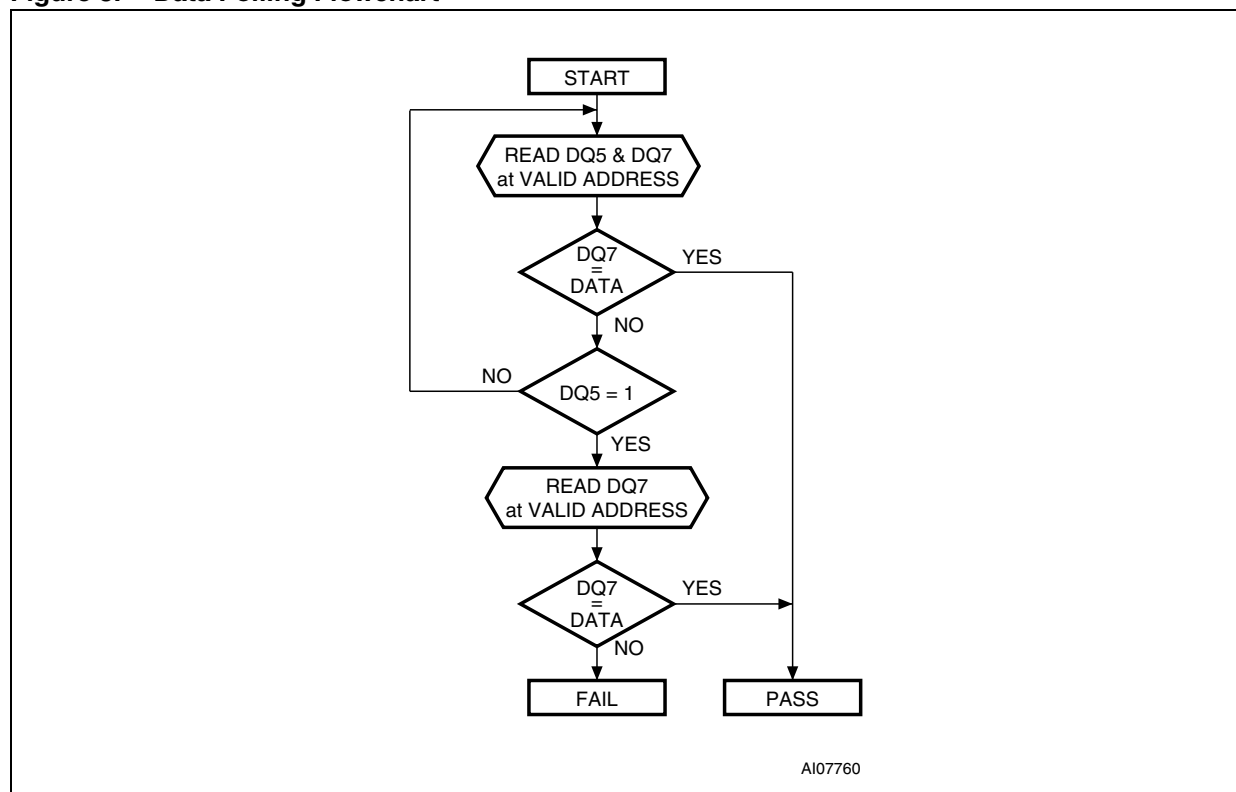 Figure Data Polling Flowchart
START
READ DQ5 & DQ7
at VALID ADDRESS
DQ7
=
DATA
YES
NO
NO
DQ5 = 1
YES
READ DQ7
at VALID ADDRESS
DQ7
=
DATA
YES
NO
FAIL
PASS
AI07760